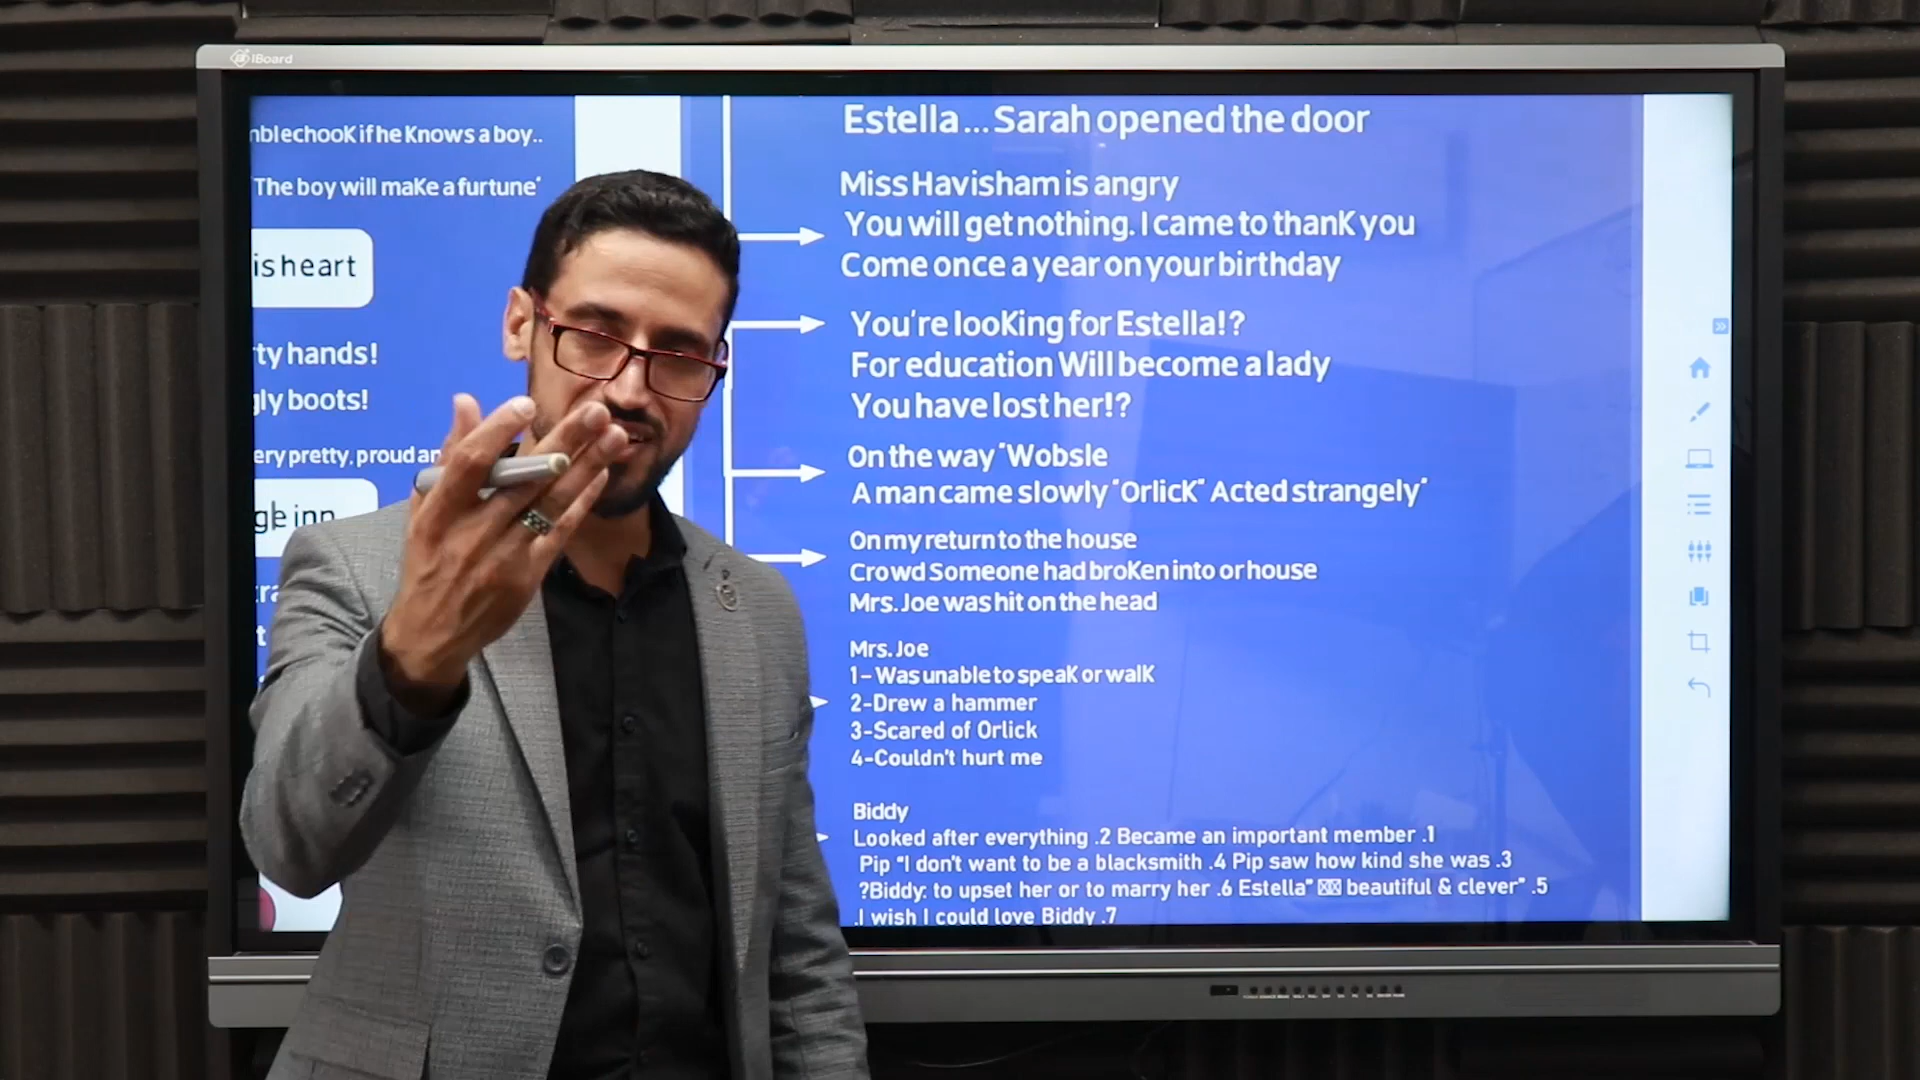 IBoard
nblechooK if he Knows a boy..
"The boy will maKe a furtune"
is heart
rty hands!
gly boots!
ery pretty, proud an
ge inn
Estella ... Sarah opened the door
Miss Havisham is angry
You will get nothing. I came to thanK you
Come once a year on your birthday
You're looKing for Estella!?
For education Will become a lady
You have lost her!?
On the way "Wobsle
A man came slowly "OrlicK" Acted strangely"
On my return to the house
Crowd Someone had broKen into or house
Mrs. Joe was hit on the head
Mrs. Joe
1- Was unable to speaK or walK
2-Drew a hammer
3-Scared of Orlick
4-Couldn't hurt me
Biddy
Looked after everything .2 Became an important member .1
Pip "I don't want to be a blacksmith .4 Pip saw how kind she was .3
?Biddy: to upset her or to marry her .6 Estella" beautiful & clever" .5
.I wish I could love Biddy .7